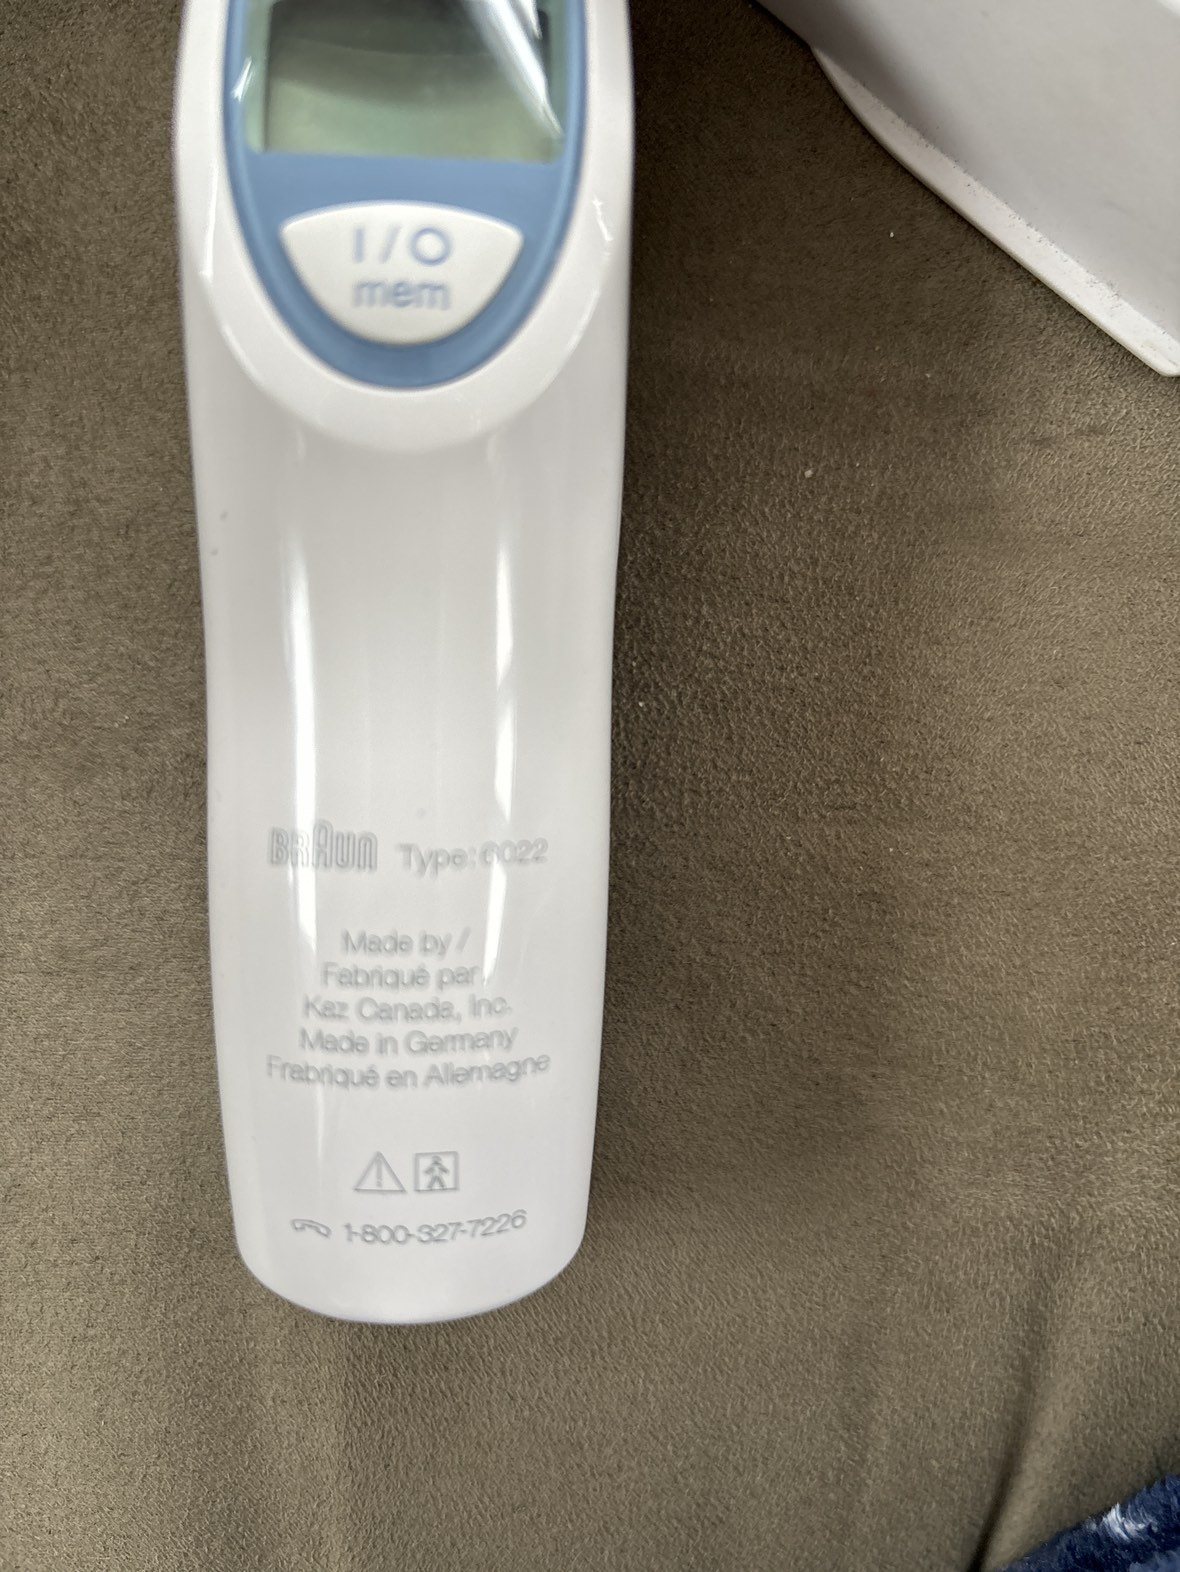 I/O
mem
BRAUN Type: 6022
Made by /
Fabriqué par
Kaz Canada, Inc.
Made in Germany
Frabriqué en Allemagne
1-800-327-7226